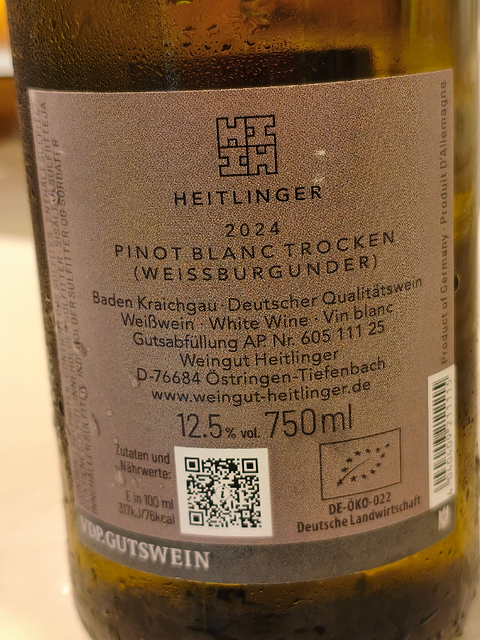 HEITLINGER
2024
PINOT BLANC TROCKEN
(WEISSBURGUNDER)
Baden Kraichgau · Deutscher Qualitätswein
Weißwein · White Wine · Vin blanc
Gutsabfüllung AP. Nr. 605 111 25
Weingut Heitlinger
D-76684 Östringen-Tiefenbach
www.weingut-heitlinger.de
12.5% vol. 750ml
Zutaten und
Nährwerte:
E in 100 ml
317kJ/76kcal
DE-ÖKO-022
Deutsche Landwirtschaft
VDP.GUTSWEIN
Product of Germany Produit D'Allemagne